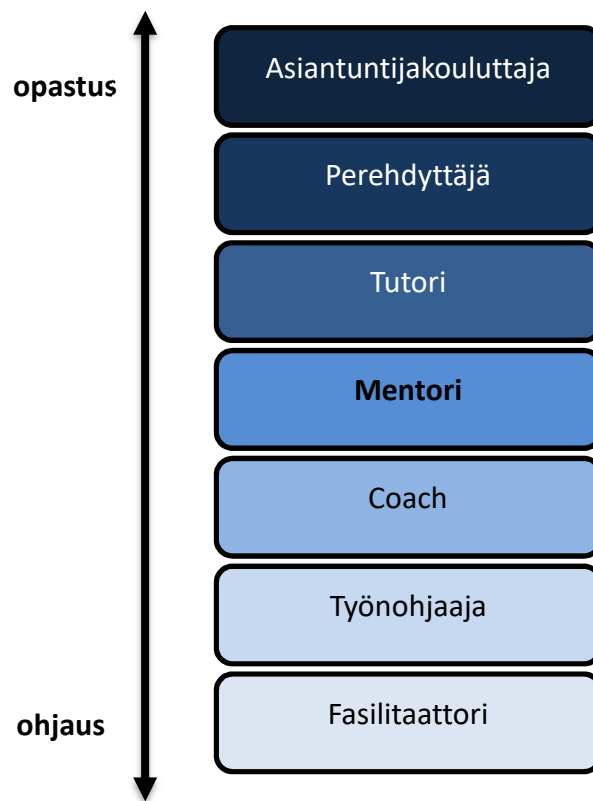 Asiantuntijakouluttaja
opastus
Perehdyttäjä
Tutori
Mentori
Coach
Työnohjaaja
Fasilitaattori
ohjaus